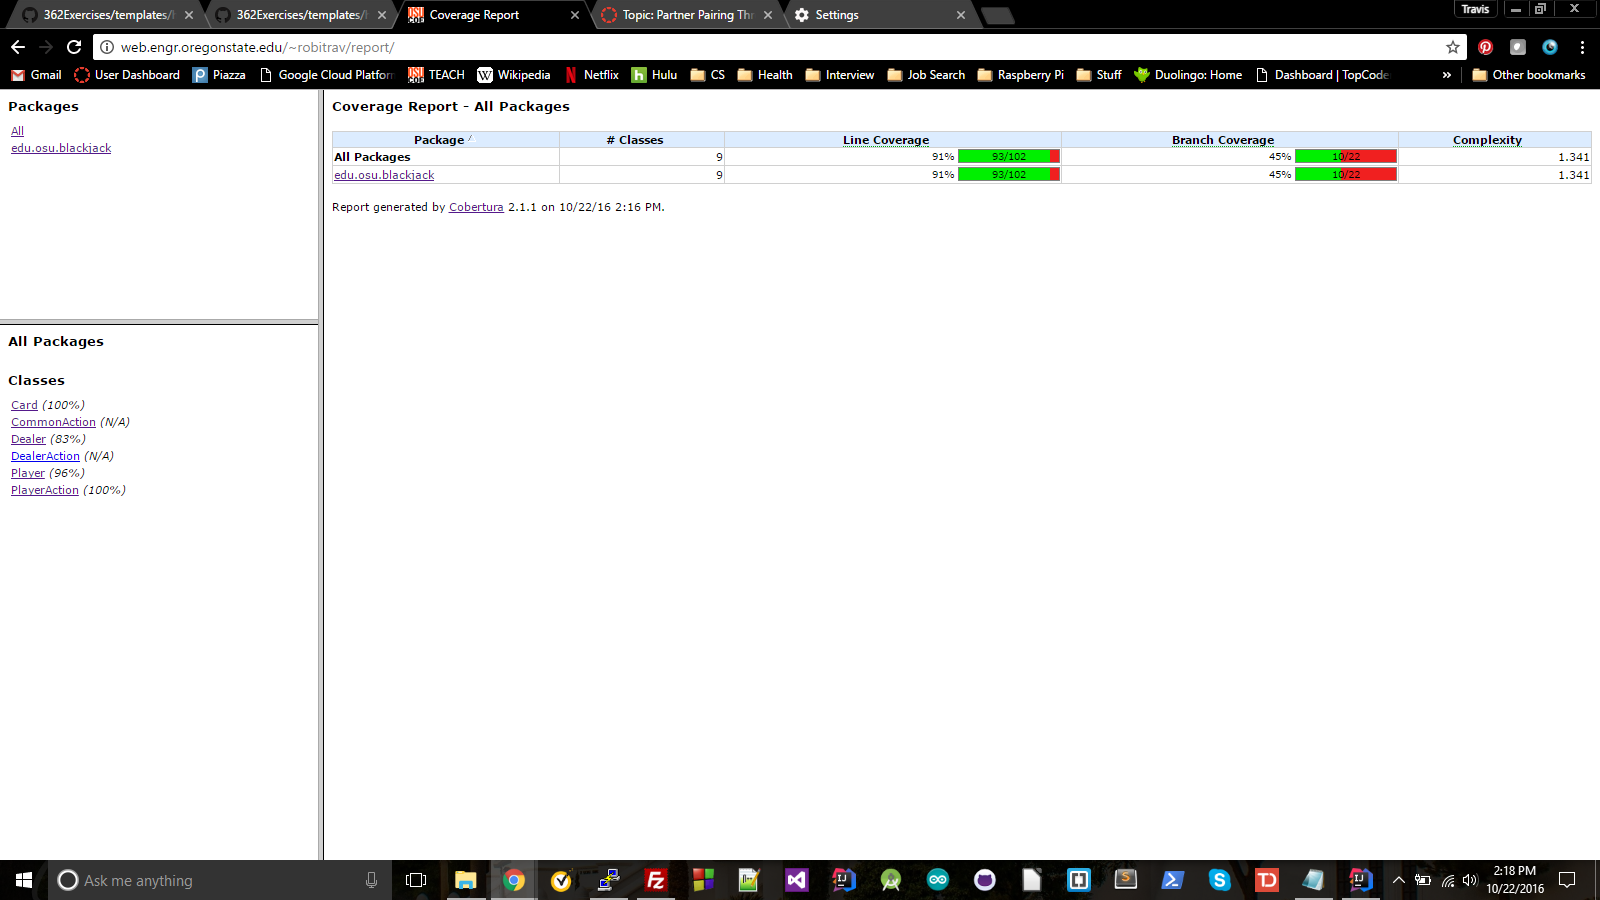 362Exercises/templates/
362Exercises/templates/
Coverage Report
Topic: Partner Pairing Thr
Settings
Travis
web.engr.oregonstate.edu/~robitrav/report/
Gmail
User Dashboard
Piazza
Google Cloud Platform
TEACH
Wikipedia
Netflix
Hulu
CS
Health
Interview
Job Search
Raspberry Pi
Stuff
Duolingo: Home
Dashboard | TopCoder
»
Other bookmarks
Packages
All
edu.osu.blackjack
All Packages
Classes
Card (100%)
CommonAction (N/A)
Dealer (83%)
DealerAction (N/A)
Player (96%)
PlayerAction (100%)
Coverage Report - All Packages
Package # Classes Line Coverage Branch Coverage Complexity
All Packages 9 91% 93/102 45% 10/22 1.341
edu.osu.blackjack 9 91% 93/102 45% 10/22 1.341
Report generated by Cobertura 2.1.1 on 10/22/16 2:16 PM.
Ask me anything
2:18 PM
10/22/2016